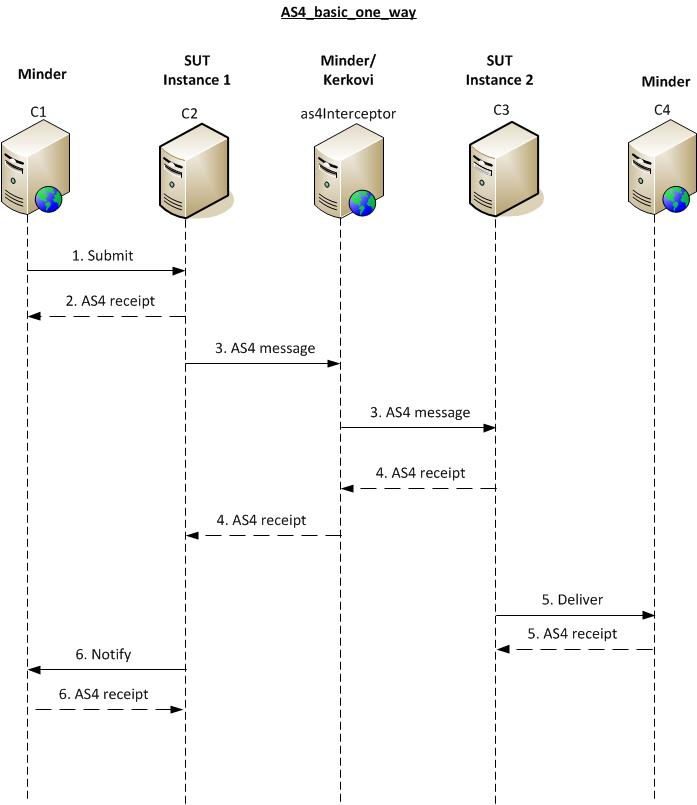 AS4_basic_one_way
Minder
SUT
Instance 1
Minder/
Kerkovi
SUT
Instance 2
Minder
C1
C2
as4Interceptor
C3
C4
1. Submit
2. AS4 receipt
3. AS4 message
3. AS4 message
4. AS4 receipt
4. AS4 receipt
5. Deliver
5. AS4 receipt
6. Notify
6. AS4 receipt